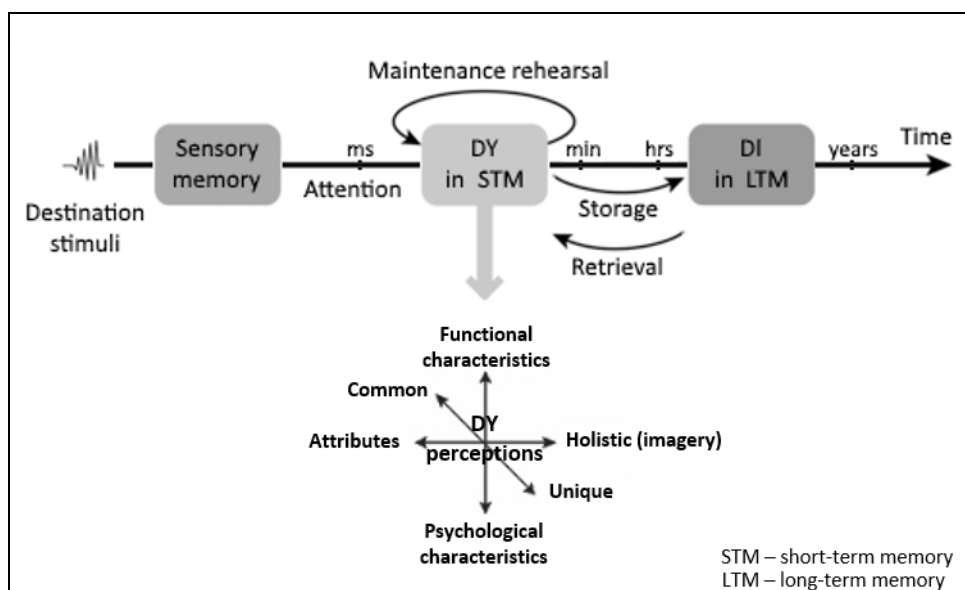 Maintenance rehearsal
Time
Sensory
memory
ms
DY
in STM
min
hrs
DI
in LTM
years
Attention
Destination
stimuli
Storage
Retrieval
Functional
characteristics
Common
DY
Attributes
perceptions
Holistic (imagery)
Unique
Psychological
characteristics
STM – short-term memory
LTM – long-term memory